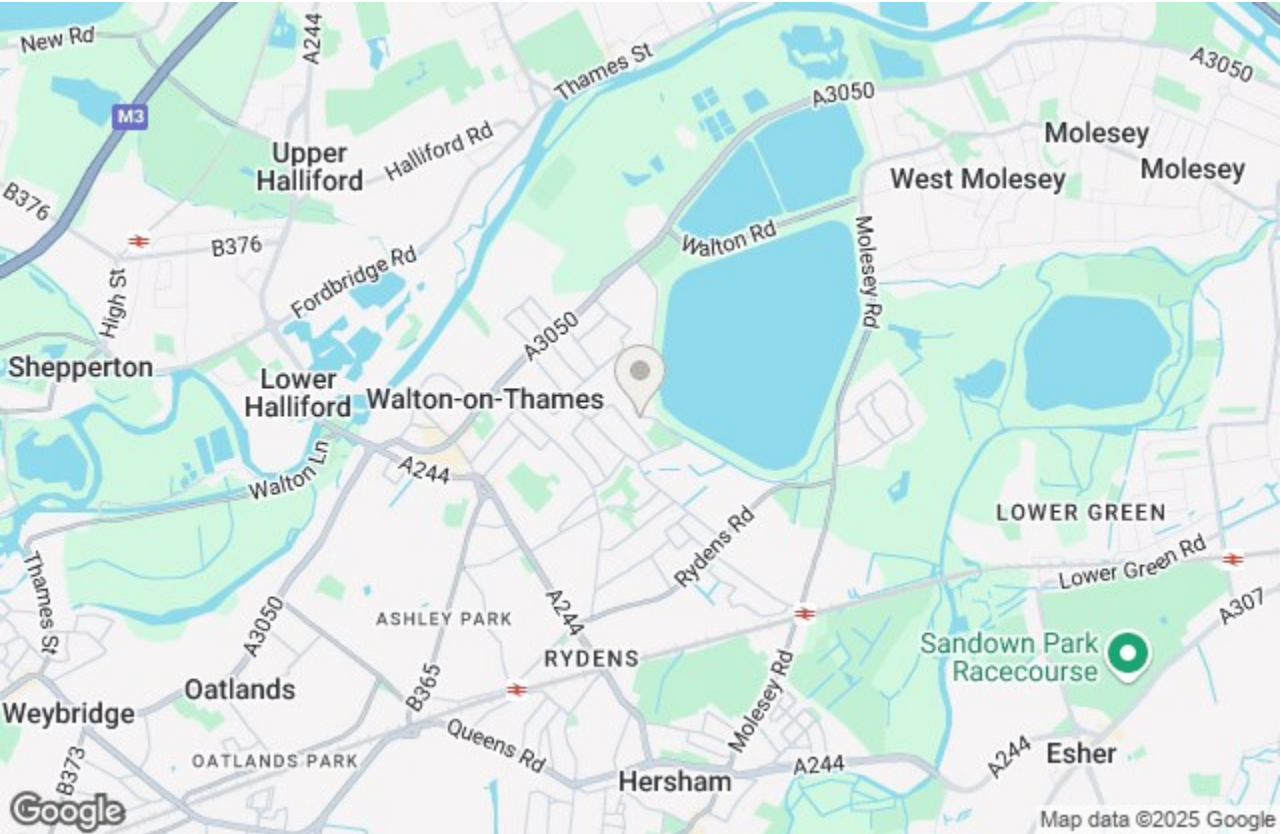 New Rd
A244
Thames St
A3050
A3050
M3
Molesey
Upper
Halliford
Halliford Rd
Molesey
West Molesey
B376
B376
Walton Rd
Molesey Rd
Fordbridge Rd
High St
A3050
Shepperton
Lower
Halliford
Walton-on-Thames
Walton Ln
A244
LOWER GREEN
Rydens Rd
Lower Green Rd
Thames St
A3050
ASHLEY PARK
A244
A307
Sandown Park
Racecourse
RYDENS
B365
Oatlands
Molesey Rd
Weybridge
Queens Rd
OATLANDS PARK
B373
Hersham
A244
A244
Esher
Google
Map data ©2025 Google